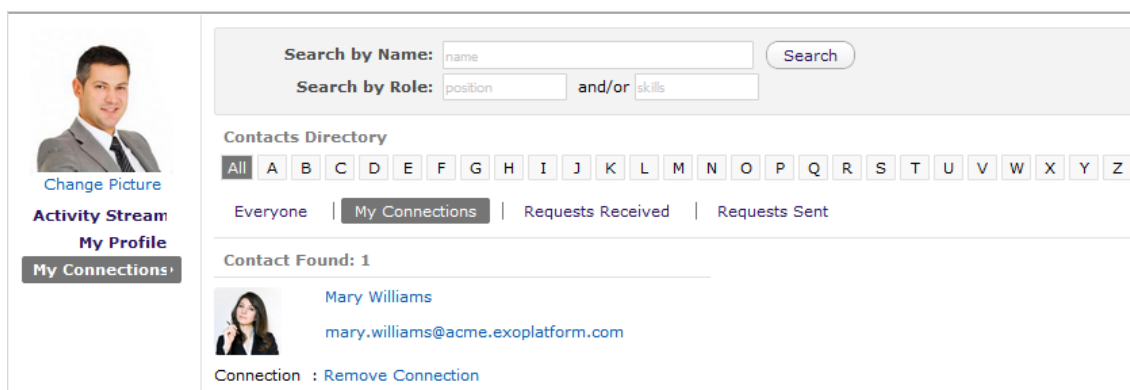 Search by Name: name Search
Search by Role: position and/or skills
Contacts Directory
All A B C D E F G H I J K L M N O P Q R S T U V W X Y Z
Change Picture
Activity Stream
My Profile
My Connections
Everyone | My Connections | Requests Received | Requests Sent
Contact Found: 1
Mary Williams
mary.williams@acme.exoplatform.com
Connection : Remove Connection